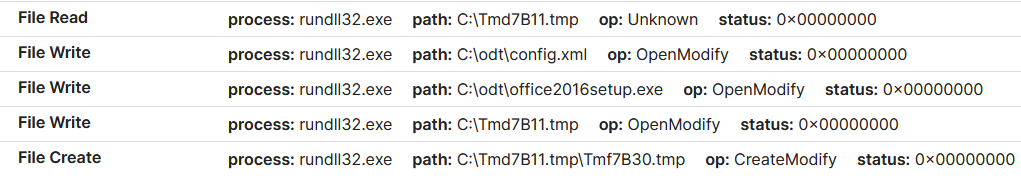 File Read process: rundll32.exe path: C:\Tmd7B11.tmp op: Unknown status: 0×00000000
File Write process: rundll32.exe path: C:\odt\config.xml op: OpenModify status: 0×00000000
File Write process: rundll32.exe path: C:\odt\office2016setup.exe op: OpenModify status: 0×00000000
File Write process: rundll32.exe path: C:\Tmd7B11.tmp op: OpenModify status: 0×00000000
File Create process: rundll32.exe path: C:\Tmd7B11.tmp\Tmf7B30.tmp op: CreateModify status: 0×00000000